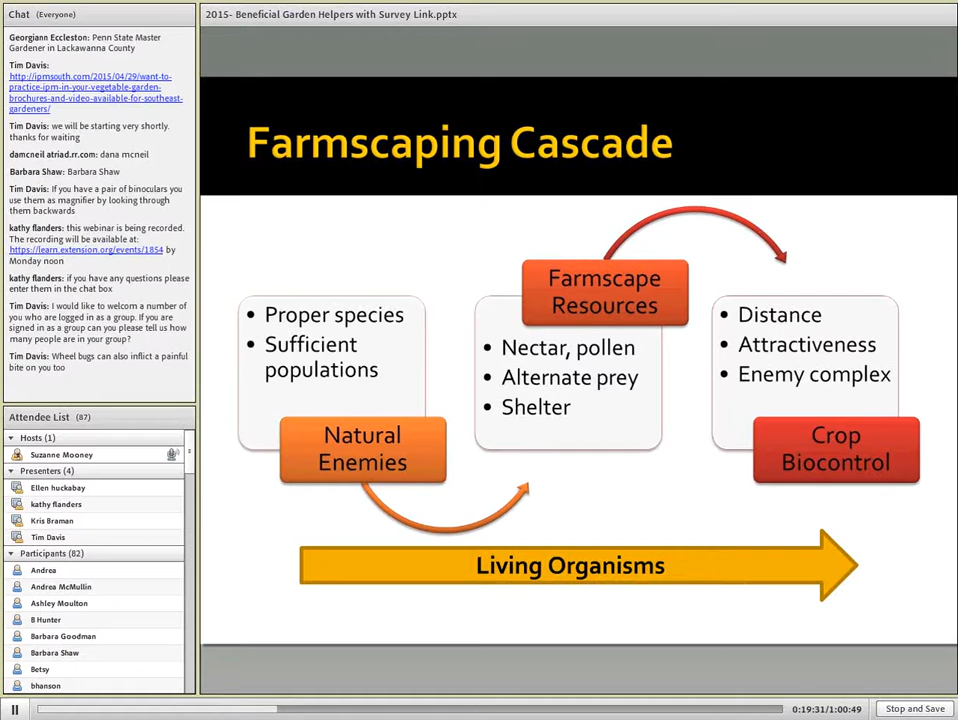 Chat (Everyone)
Georgiann Eccleston: Penn State Master
Gardener in Lackawanna County
Tim Davis:
http://ipmsouth.com/2015/04/29/want-to-
practice-ipm-in-your-vegetable-garden-
brochures-and-video-available-for-southeast-
gardeners/
Tim Davis: we will be starting very shortly.
thanks for waiting
damcneil atriad.rr.com: dana mcneil
Barbara Shaw: Barbara Shaw
Tim Davis: If you have a pair of binoculars you
use them as magnifier by looking through
them backwards
kathy flanders: this webinar is being recorded.
The recording will be available at:
https://learn.extension.org/events/1854 by
Monday noon
kathy flanders: if you have any questions please
enter them in the chat box
Tim Davis: I would like to welcom a number of
you who are logged in as a group. If you are
signed in as a group can you please tell us how
many people are in your group?
Tim Davis: Wheel bugs can also inflict a painful
bite on you too
Attendee List (87)
Hosts (1)
Suzanne Mooney
Presenters (4)
Ellen huckabay
kathy flanders
Kris Braman
Tim Davis
Participants (82)
Andrea
Andrea McMullin
Ashley Moulton
B Hunter
Barbara Goodman
Barbara Shaw
Betsy
bhanson
2015- Beneficial Garden Helpers with Survey Link.pptx
Farmscaping Cascade
• Proper species
• Sufficient
populations
Natural
Enemies
Farmscape
Resources
• Nectar, pollen
• Alternate prey
• Shelter
• Distance
• Attractiveness
• Enemy complex
Crop
Biocontrol
Living Organisms
0:19:31/1:00:49
Stop and Save